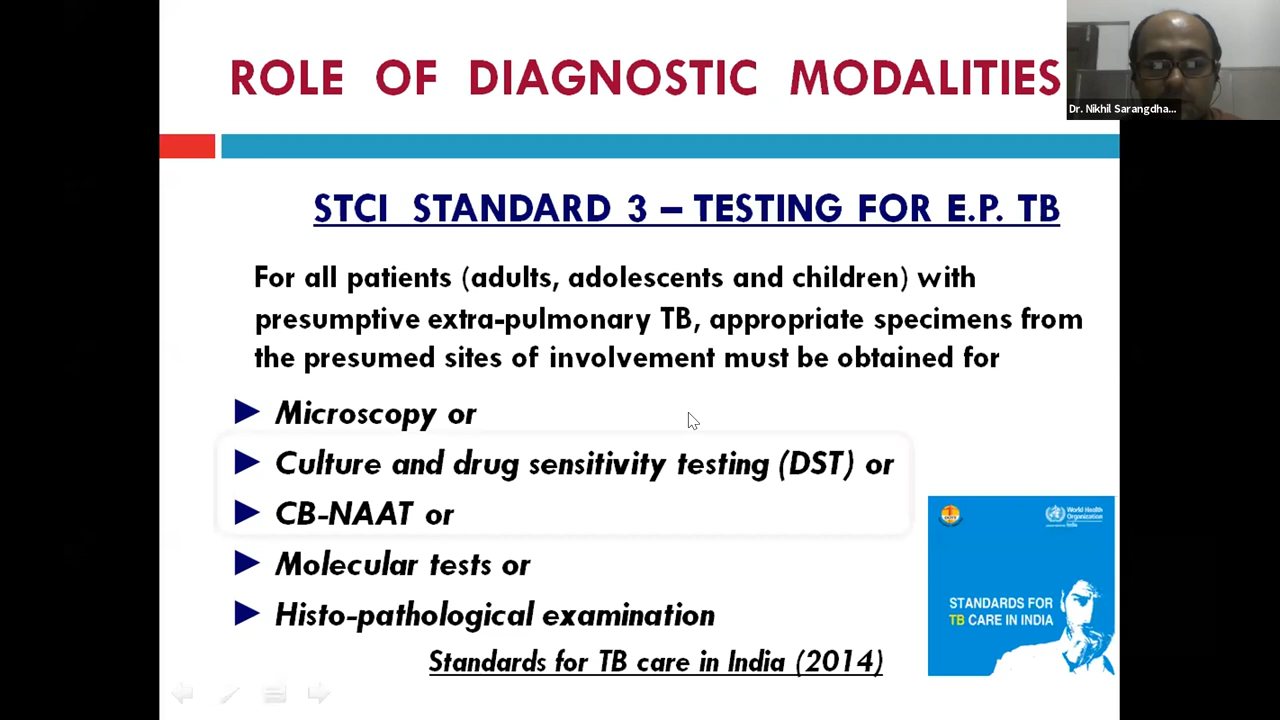 ROLE OF DIAGNOSTIC MODALITIES
Dr. Nikhil Sarangdha...
STCI STANDARD 3 – TESTING FOR E.P. TB
For all patients (adults, adolescents and children) with
presumptive extra-pulmonary TB, appropriate specimens from
the presumed sites of involvement must be obtained for
Microscopy or
Culture and drug sensitivity testing (DST) or
CB-NAAT or
Molecular tests or
Histo-pathological examination
Standards for TB care in India (2014)
World Health
Organization
India
STANDARDS FOR
TB CARE IN INDIA